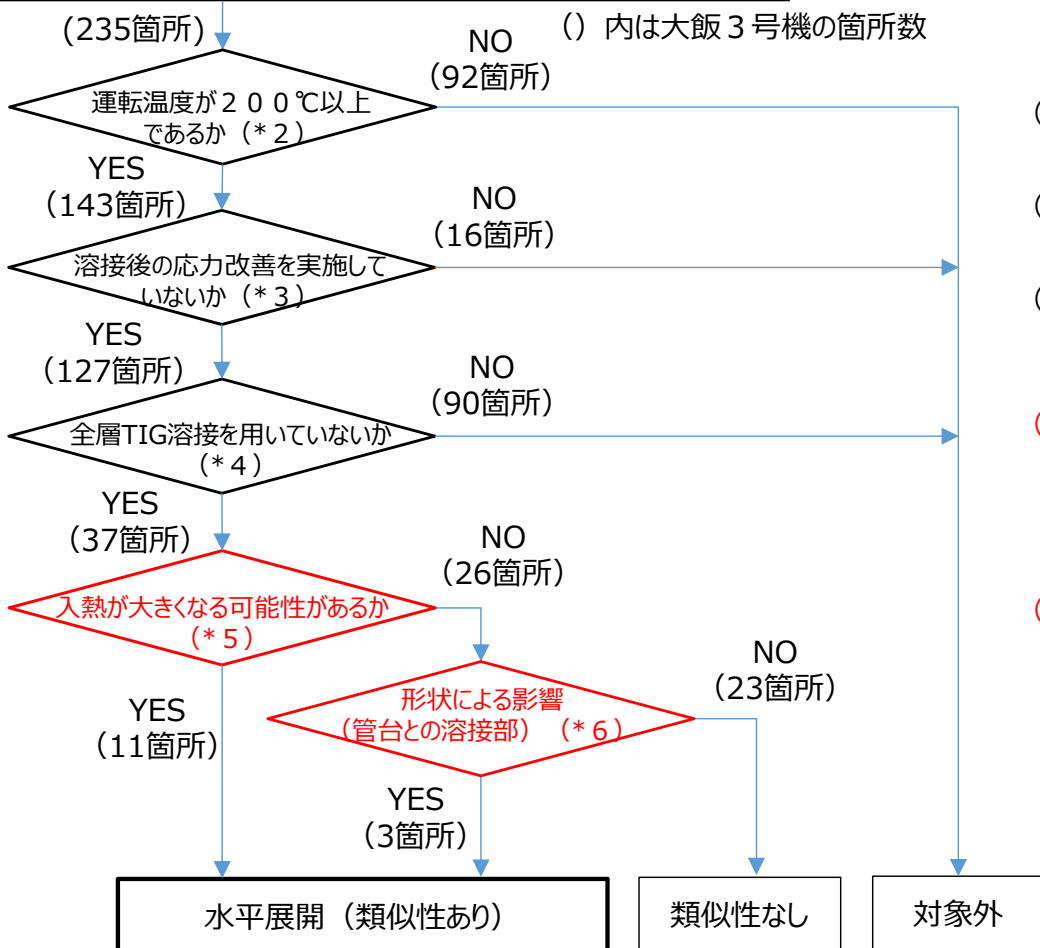 (235箇所)
()内は大飯３号機の箇所数
NO
(92箇所)
運転温度が２００℃以上
であるか（*２）
YES
(143箇所)
NO
(16箇所)
溶接後の応力改善を実施して
いないか（*３）
YES
(127箇所)
NO
(90箇所)
全層TIG溶接を用いていないか
（*４）
YES
(37箇所)
NO
(26箇所)
入熱が大きくなる可能性があるか
（*５）
NO
(23箇所)
形状による影響
（管台との溶接部）（*６）
YES
(11箇所)
YES
(3箇所)
水平展開（類似性あり）
類似性なし
対象外
(
(
(
(
(